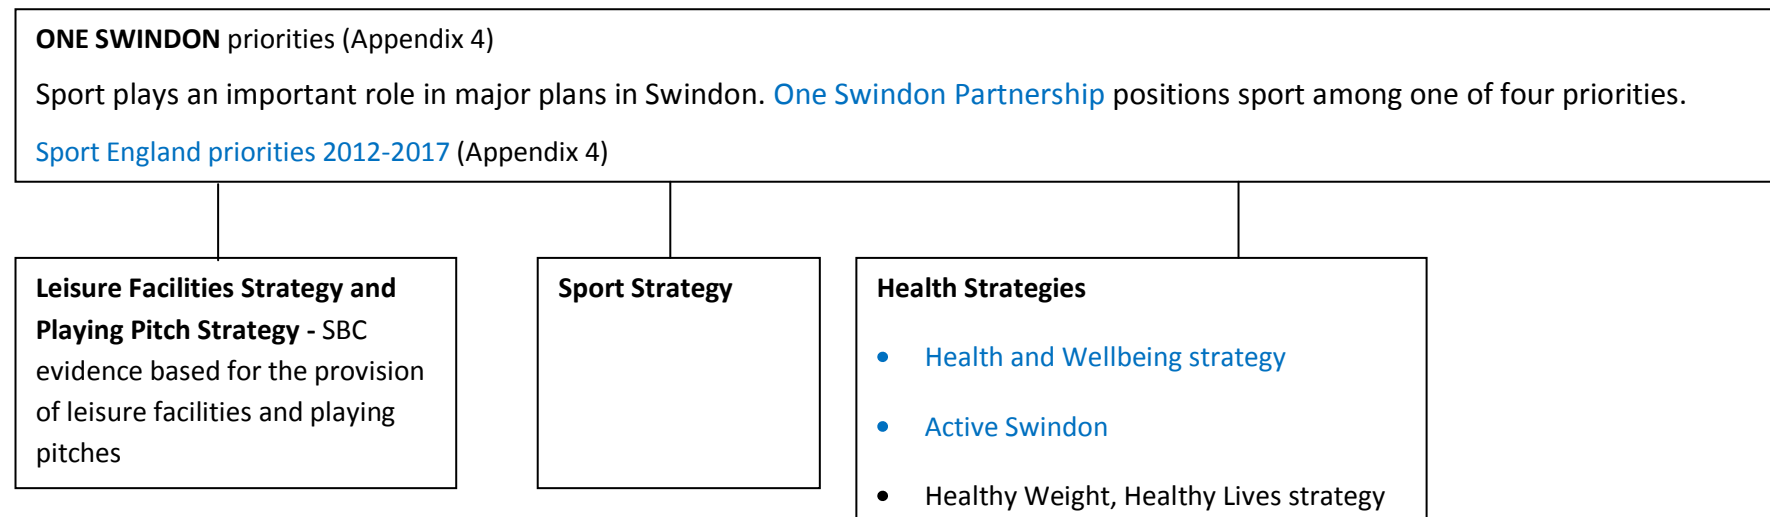 ONE SWINDON priorities (Appendix 4)
Sport plays an important role in major plans in Swindon. One Swindon Partnership positions sport among one of four priorities.
Sport England priorities 2012-2017 (Appendix 4)
Leisure Facilities Strategy and
Playing Pitch Strategy - SBC
evidence based for the provision
of leisure facilities and playing
pitches
Sport Strategy
Health Strategies
• Health and Wellbeing strategy
• Active Swindon
• Healthy Weight, Healthy Lives strategy